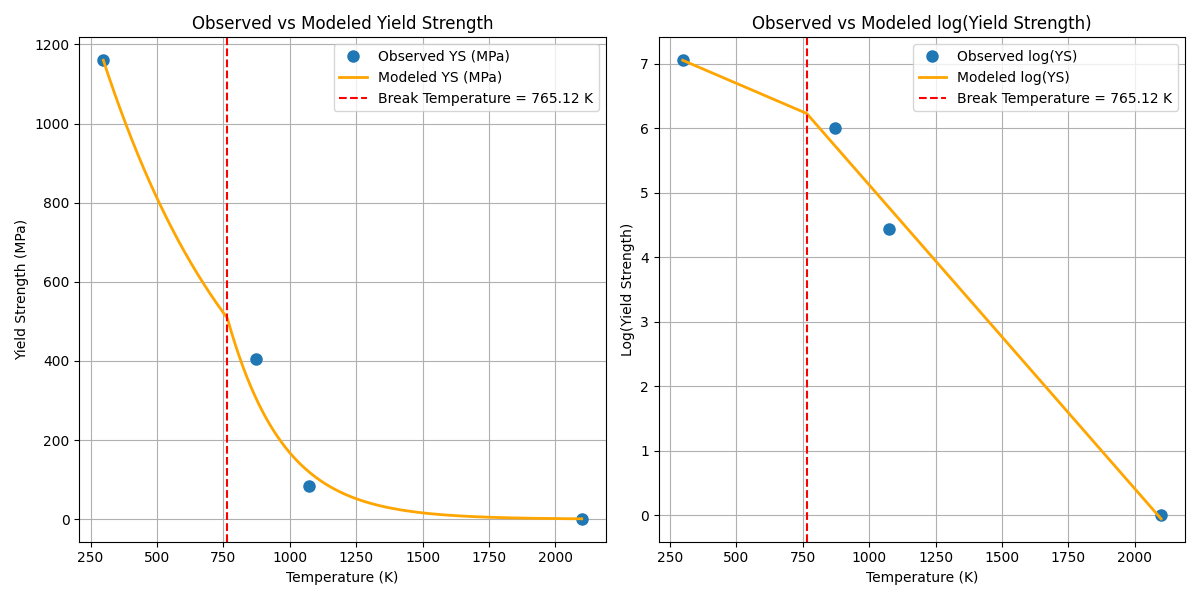 Observed vs Modeled Yield Strength
Observed YS (MPa)
Modeled YS (MPa)
Break Temperature = 765.12 K
1200
1000
800
600
400
200
0
Yield Strength (MPa)
250
500
750
1000
1250
1500
1750
2000
Temperature (K)
Observed vs Modeled log(Yield Strength)
Observed log(YS)
Modeled log(YS)
Break Temperature = 765.12 K
7
6
5
4
3
2
1
0
Log(Yield Strength)
250
500
750
1000
1250
1500
1750
2000
Temperature (K)